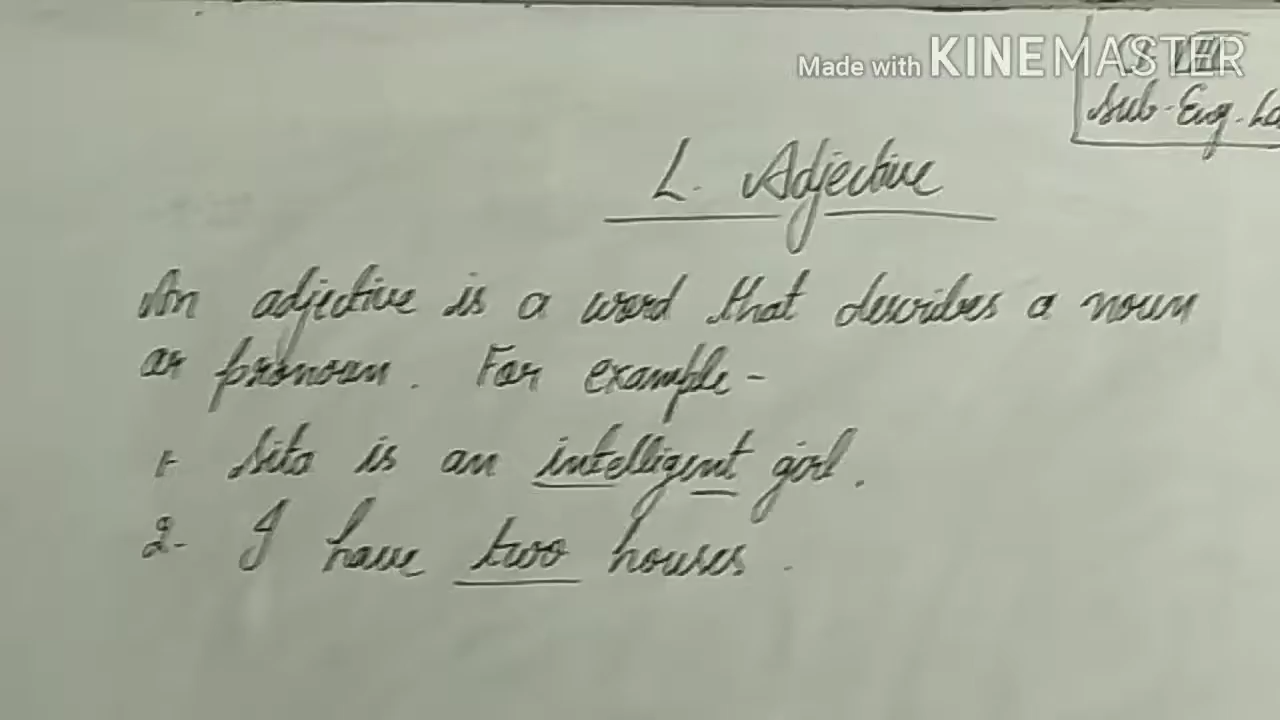 Made with KINEMASTER
Sub-Eng. La
L. Adjective
An adjective is a word that describes a noun
or pronoun. For example-
1- Sita is an intelligent girl.
2- I have two houses.